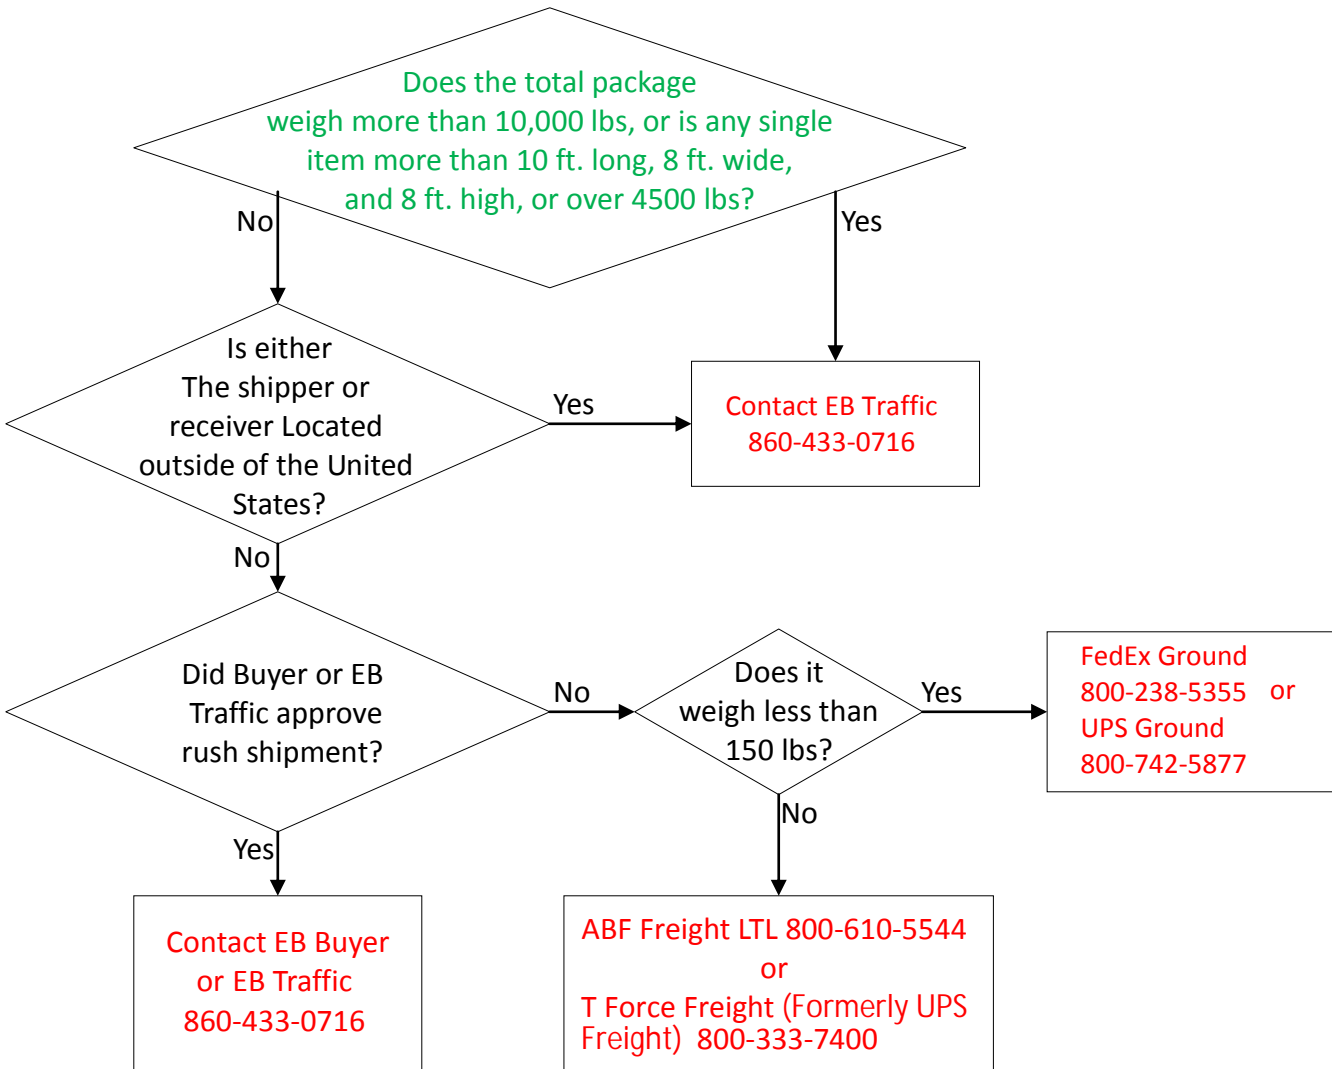 Does the total package
weigh more than 10,000 lbs, or is any single
item more than 10 ft. long, 8 ft. wide,
and 8 ft. high, or over 4500 lbs?
No
Yes
Is either
The shipper or
receiver Located
outside of the United
States?
Yes
Contact EB Traffic
860-433-0716
No
Did Buyer or EB
Traffic approve
rush shipment?
No
Does it
weigh less than
150 lbs?
Yes
FedEx Ground
800-238-5355 or
UPS Ground
800-742-5877
Yes
No
Contact EB Buyer
or EB Traffic
860-433-0716
ABF Freight LTL 800-610-5544
or
T Force Freight (Formerly UPS
Freight) 800-333-7400